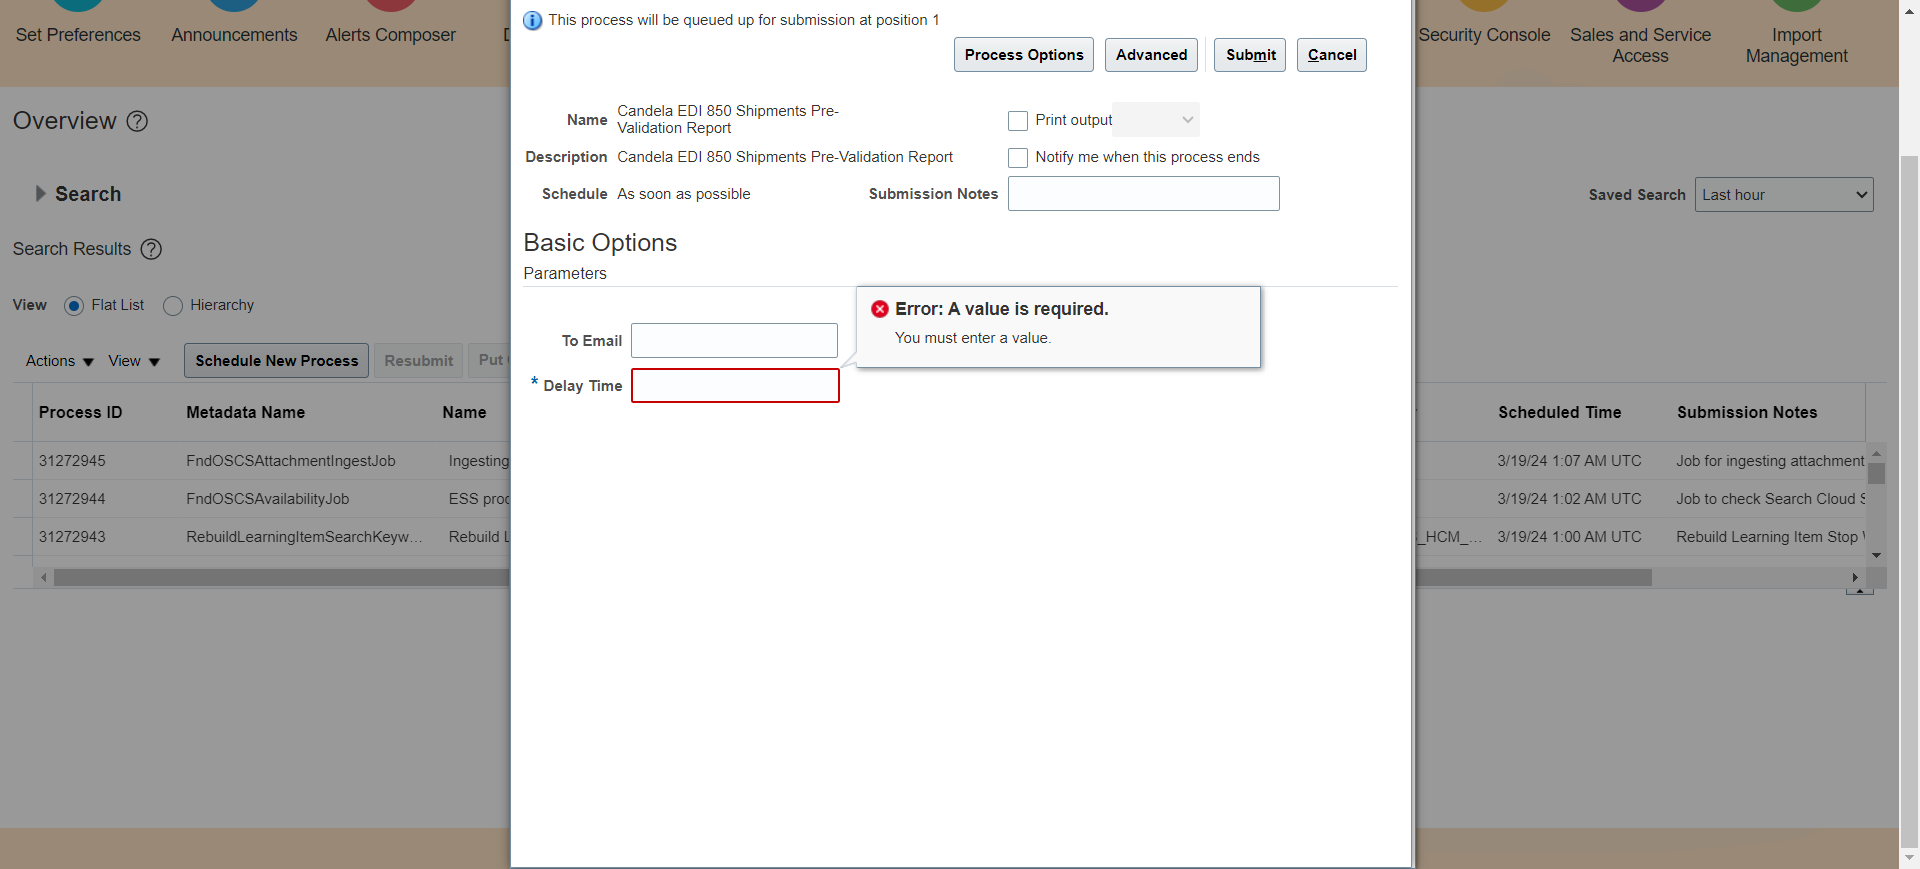 Set Preferences
Announcements
Alerts Composer
Security Console
Sales and Service
Access
Import
Management
This process will be queued up for submission at position 1
Process Options
Advanced
Submit
Cancel
Overview
Name
Candela EDI 850 Shipments Pre-
Validation Report
Print output
Description
Candela EDI 850 Shipments Pre-Validation Report
Notify me when this process ends
Search
Schedule
As soon as possible
Submission Notes
Saved Search
Last hour
Search Results
Basic Options
Parameters
View
Flat List
Hierarchy
Error: A value is required.
You must enter a value.
To Email
* Delay Time
Actions
View
Schedule New Process
Resubmit
Put
Process ID
Metadata Name
Name
Scheduled Time
Submission Notes
31272945
FndOSCSAttachmentIngestJob
Ingesting
3/19/24 1:07 AM UTC
Job for ingesting attachment
31272944
FndOSCSAvailabilityJob
ESS proc
3/19/24 1:02 AM UTC
Job to check Search Cloud S
31272943
RebuildLearningItemSearchKeyw...
Rebuild L
_HCM_...
3/19/24 1:00 AM UTC
Rebuild Learning Item Stop